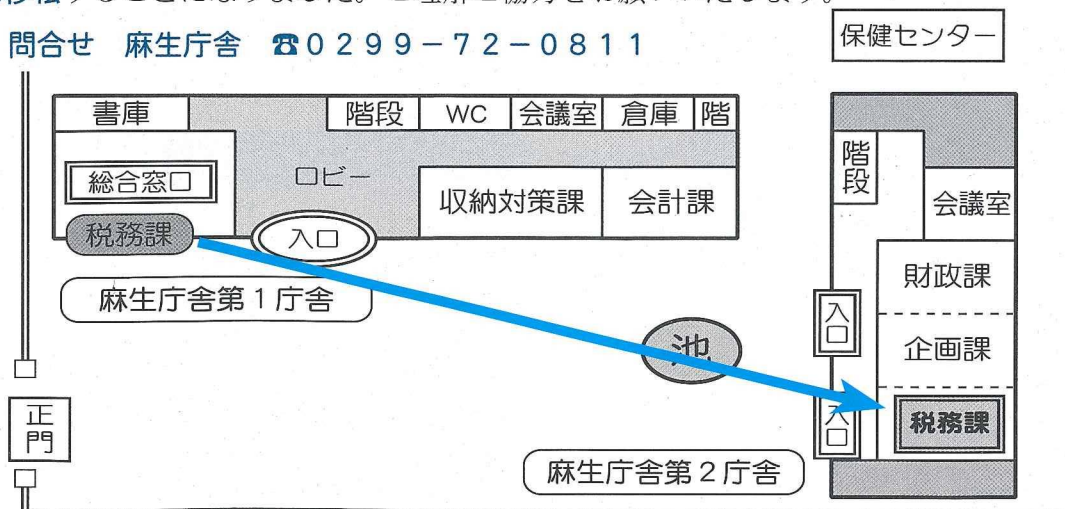 移転することになりました。ご理解ご協力をお願いいたします。
問合せ 麻生庁舎 ☎0299-72-0811
保健センター
書庫
階段
WC
会議室
倉庫
階
総合窓口
ロビー
収納対策課
会計課
税務課
入口
麻生庁舎第1庁舎
池
正門
麻生庁舎第2庁舎
階段
会議室
財政課
入口
企画課
入口
税務課